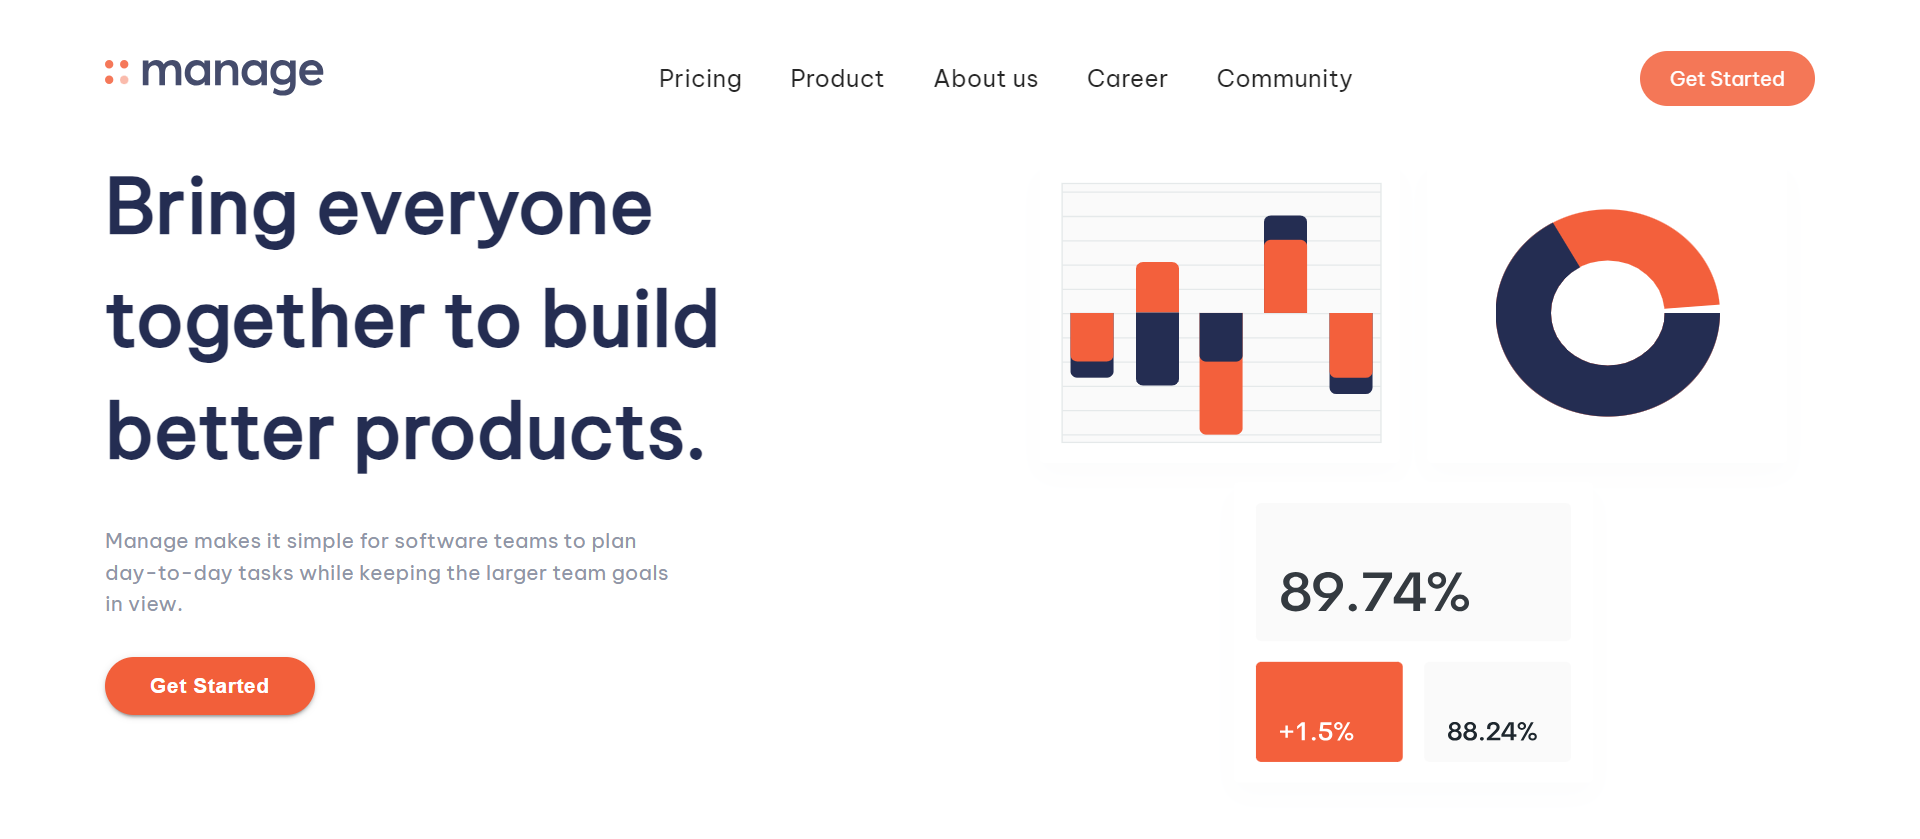 manage
Pricing
Product
About us
Career
Community
Get Started
Bring everyone
together to build
better products.
Manage makes it simple for software teams to plan
day-to-day tasks while keeping the larger team goals
in view.
Get Started
89.74%
+1.5%
88.24%